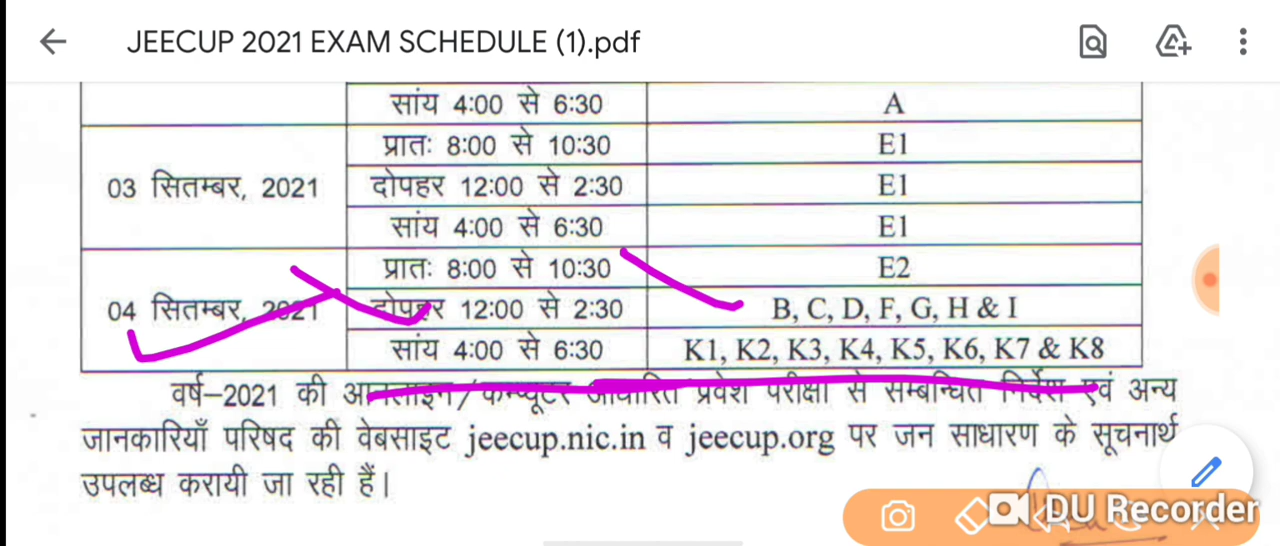 JEECUP 2021 EXAM SCHEDULE (1).pdf
सांय 4:00 से 6:30 A
प्रातः 8:00 से 10:30 E1
03 सितम्बर, 2021 दोपहर 12:00 से 2:30 E1
सांय 4:00 से 6:30 E1
प्रातः 8:00 से 10:30 E2
04 सितम्बर, 2021 दोपहर 12:00 से 2:30 B, C, D, F, G, H & I
सांय 4:00 से 6:30 K1, K2, K3, K4, K5, K6, K7 & K8
वर्ष–2021 की आनलाइन/कम्प्यूटर आधारित प्रवेश परीक्षा से सम्बन्धित निर्देश एवं अन्य
जानकारियाँ परिषद की वेबसाइट jeecup.nic.in व jeecup.org पर जन साधारण के सूचनार्थ
उपलब्ध करायी जा रही हैं।
DU Recorder